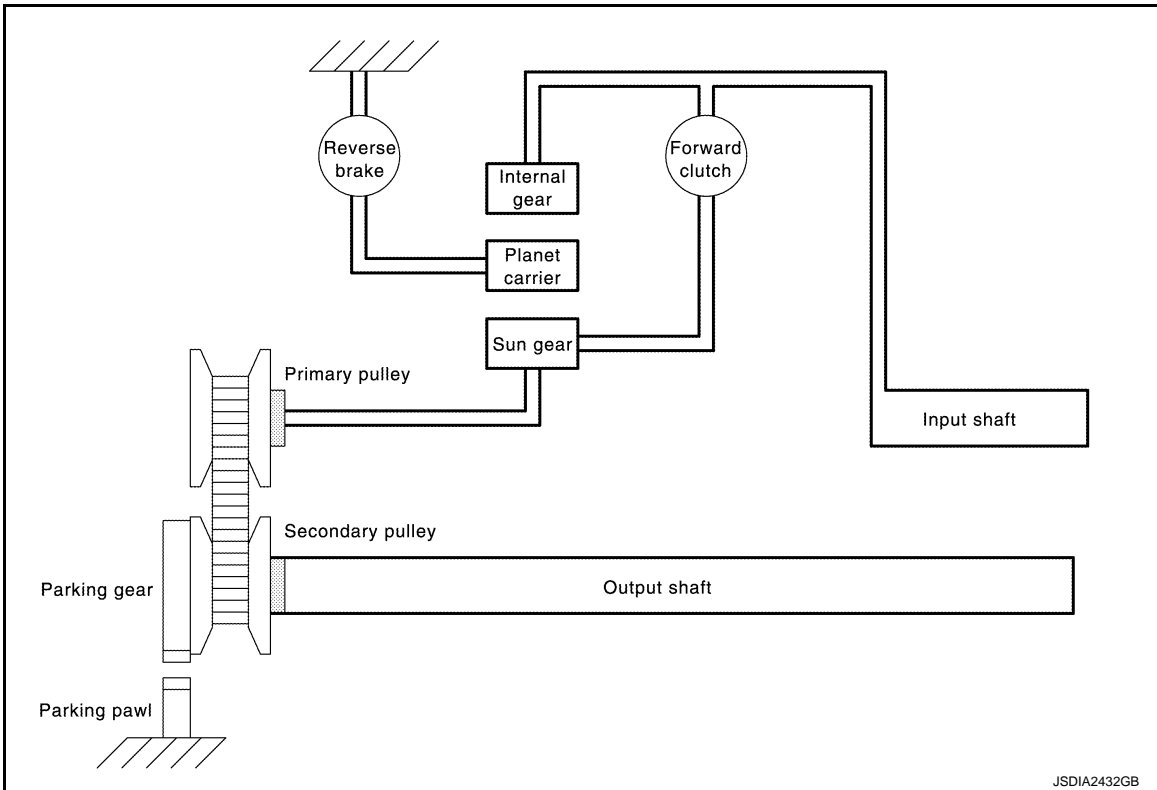 Reverse
brake
Forward
clutch
Internal
gear
Planet
carrier
Sun gear
Primary pulley
Input shaft
Secondary pulley
Parking gear
Output shaft
Parking pawl
JSDIA2432GB